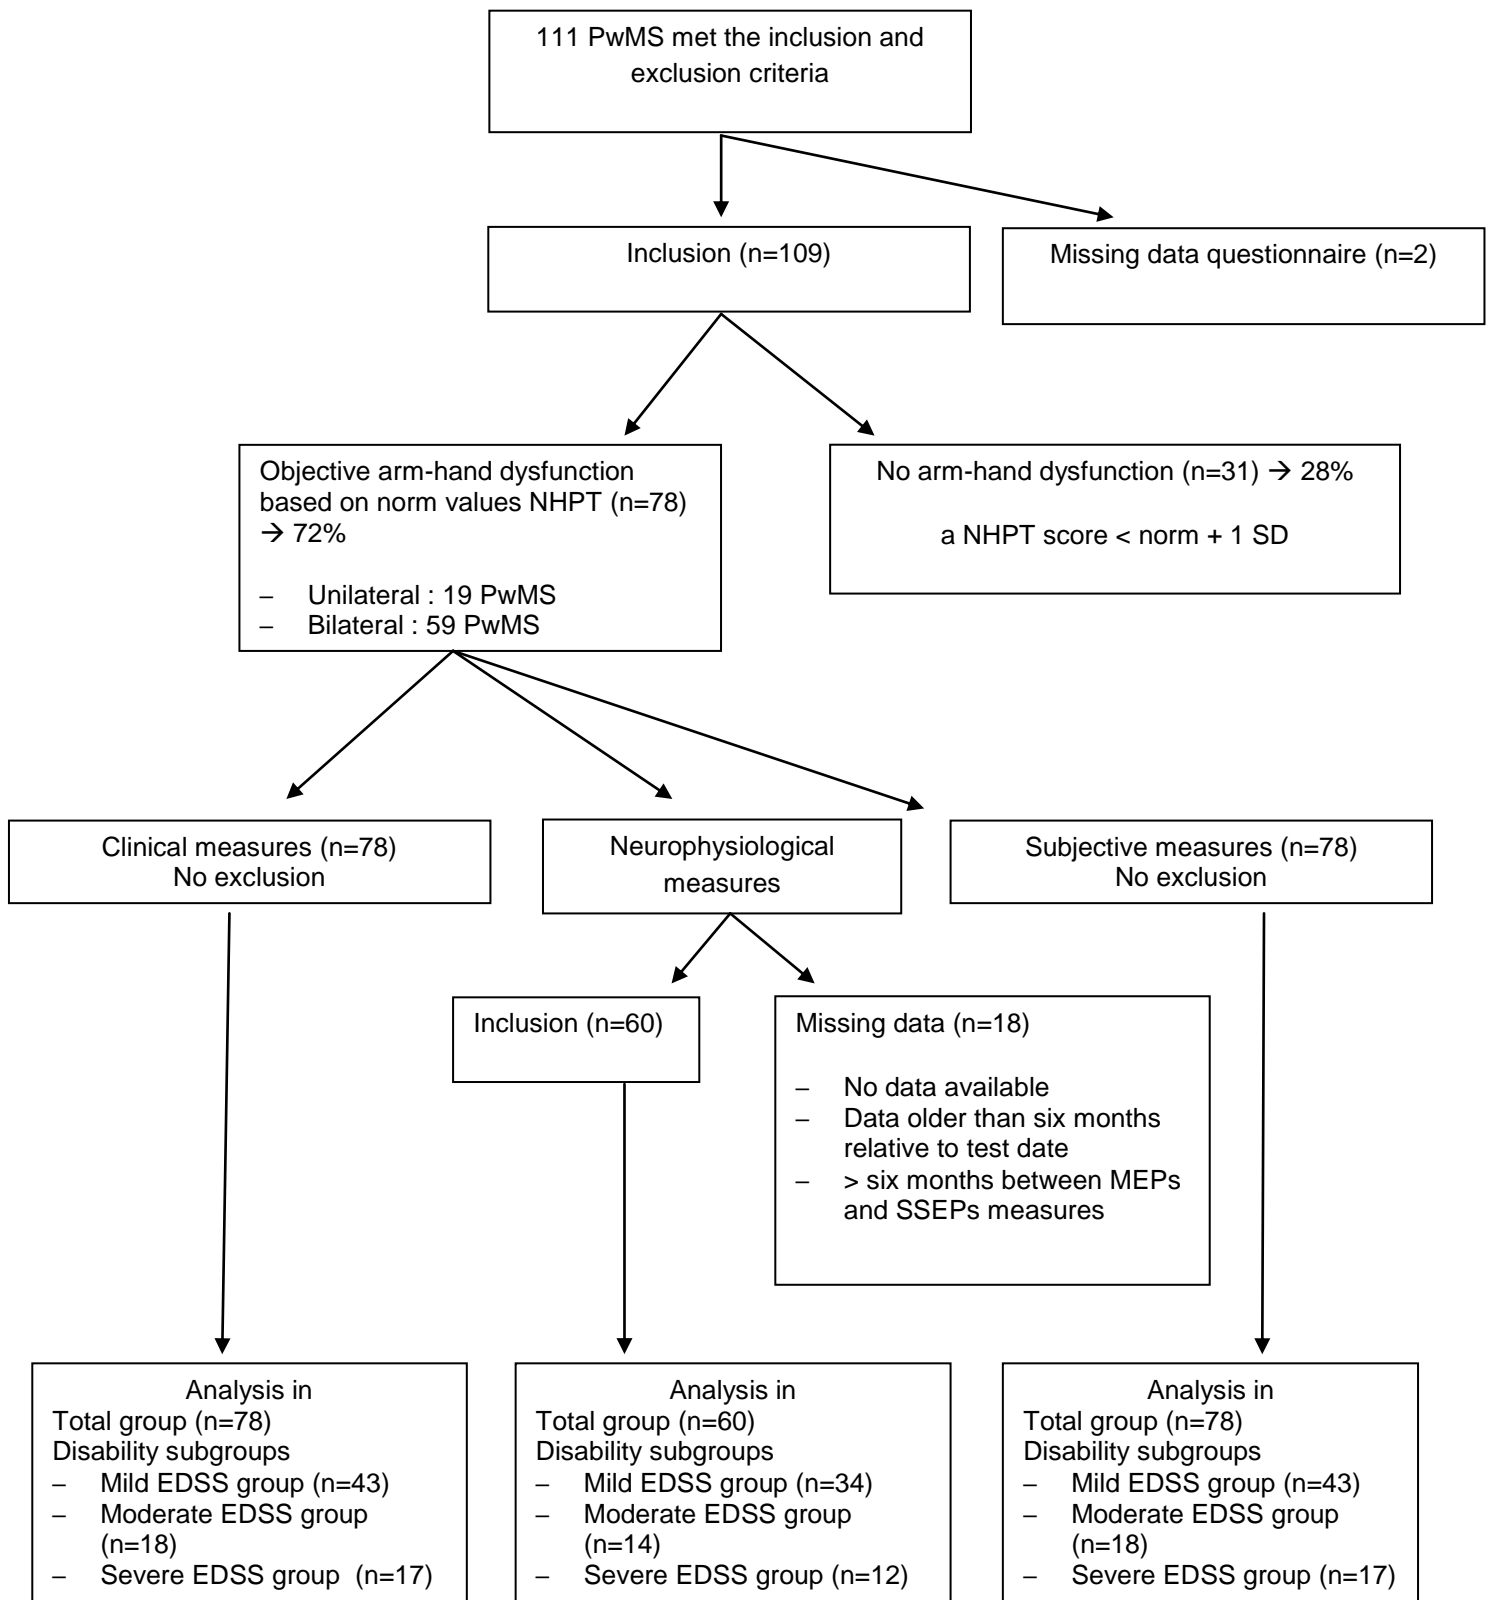 111 PwMS met the inclusion and
exclusion criteria
Inclusion (n=109)
Missing data questionnaire (n=2)
Objective arm-hand dysfunction
based on norm values NHPT (n=78)
→ 72%
– Unilateral : 19 PwMS
– Bilateral : 59 PwMS
No arm-hand dysfunction (n=31) → 28%
a NHPT score < norm + 1 SD
Clinical measures (n=78)
No exclusion
Neurophysiological
measures
Subjective measures (n=78)
No exclusion
Inclusion (n=60)
Missing data (n=18)
– No data available
– Data older than six months
relative to test date
– > six months between MEPs
and SSEPs measures
Analysis in
Total group (n=78)
Disability subgroups
– Mild EDSS group (n=43)
– Moderate EDSS group
(n=18)
– Severe EDSS group (n=17)
Analysis in
Total group (n=60)
Disability subgroups
– Mild EDSS group (n=34)
– Moderate EDSS group
(n=14)
– Severe EDSS group (n=12)
Analysis in
Total group (n=78)
Disability subgroups
– Mild EDSS group (n=43)
– Moderate EDSS group
(n=18)
– Severe EDSS group (n=17)